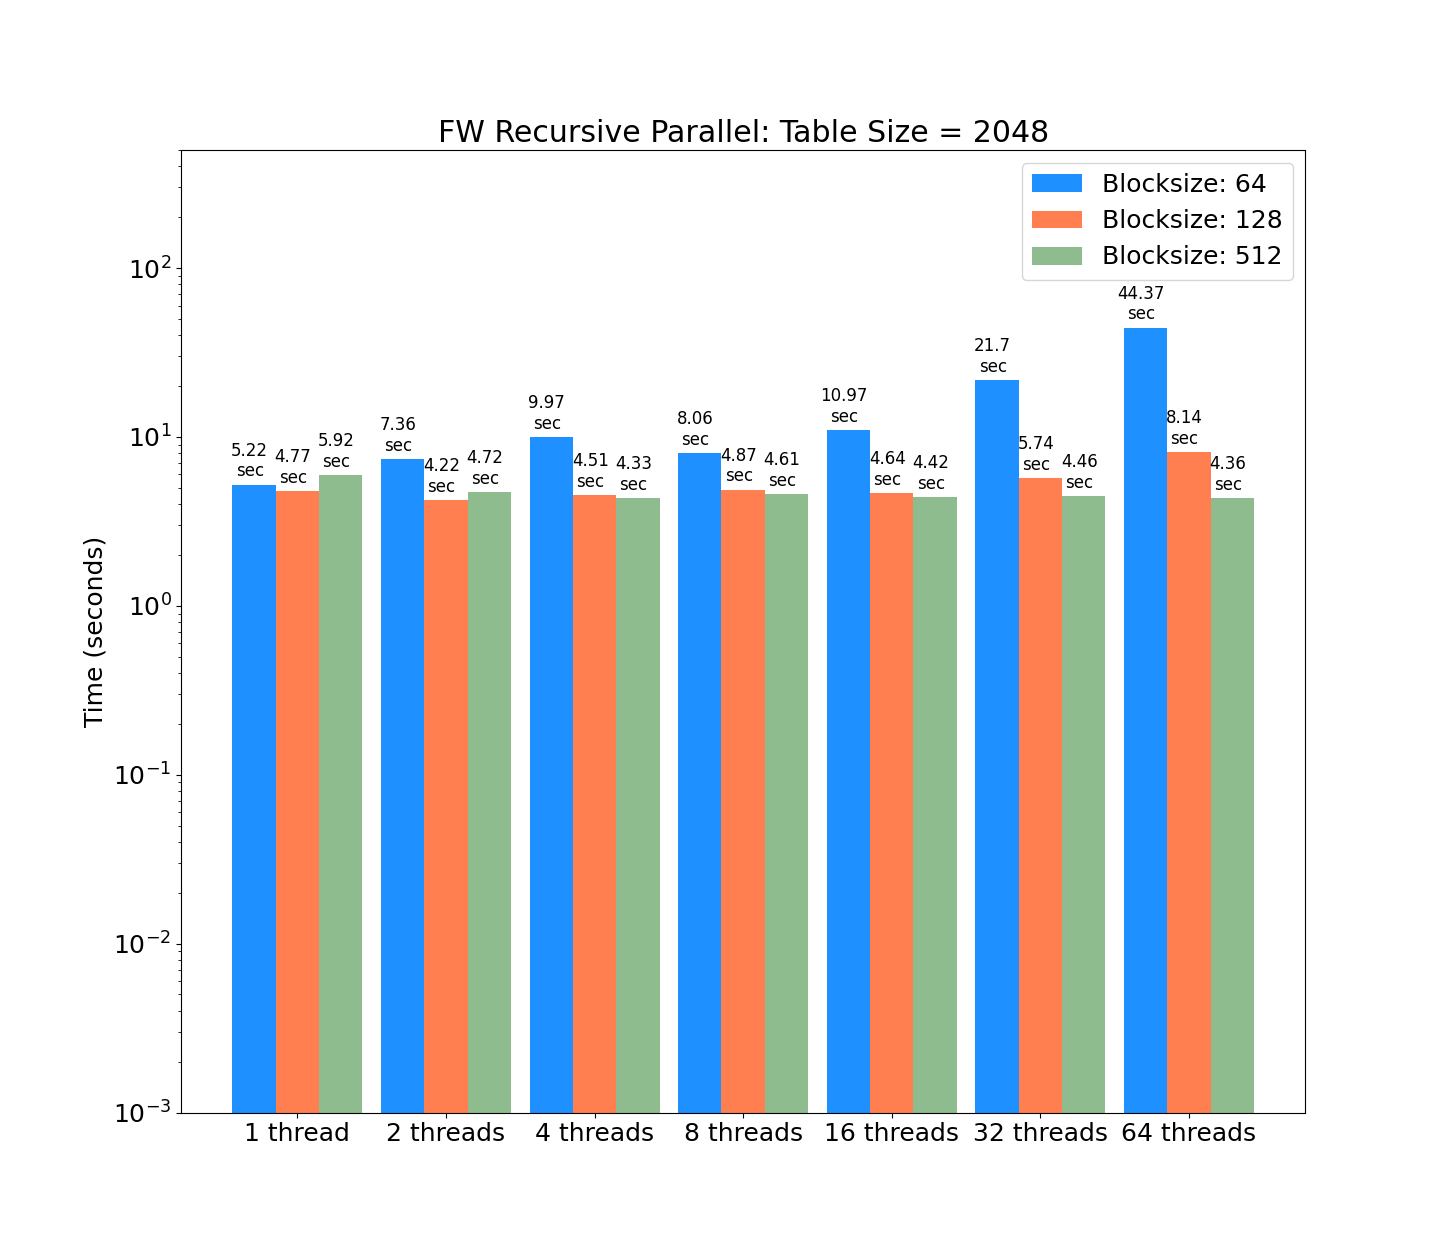 FW Recursive Parallel: Table Size = 2048
Blocksize: 64
Blocksize: 128
Blocksize: 512
Time (seconds)
10²
10¹
10⁰
10⁻¹
10⁻²
10⁻³
5.22
sec
4.77
sec
5.92
sec
7.36
sec
4.22
sec
4.72
sec
9.97
sec
4.51
sec
4.33
sec
8.06
sec
4.87
sec
4.61
sec
10.97
sec
4.64
sec
4.42
sec
21.7
sec
5.74
sec
4.46
sec
44.37
sec
8.14
sec
4.36
sec
1 thread
2 threads
4 threads
8 threads
16 threads
32 threads
64 threads